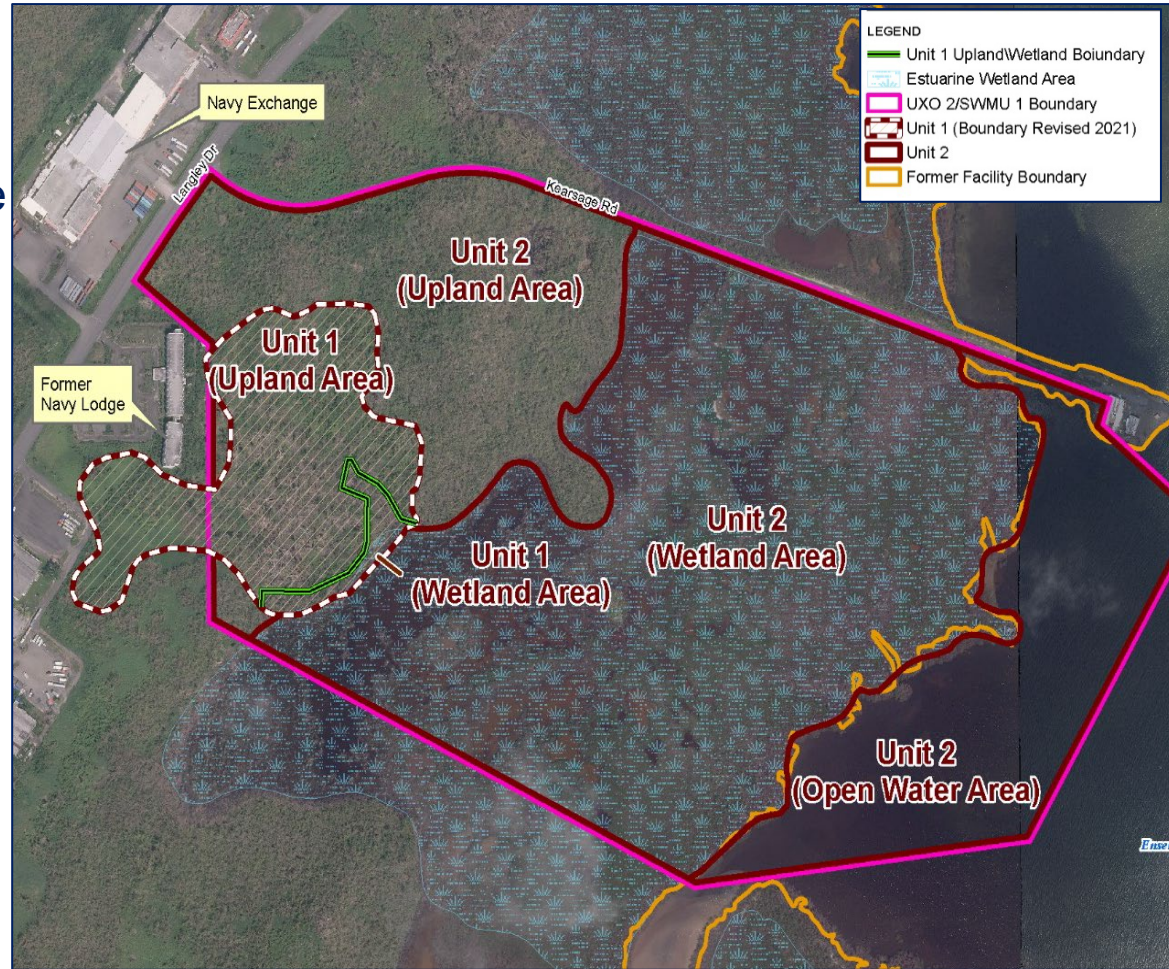 e
LEGEND
Unit 1 Upland\Wetland Boiundary
Estuarine Wetland Area
UXO 2/SWMU 1 Boundary
Unit 1 (Boundary Revised 2021)
Unit 2
Former Facility Boundary
Navy Exchange
Langley Dr
Kearsage Rd
Unit 2
(Upland Area)
Unit 1
(Upland Area)
Former
Navy Lodge
Unit 2
(Wetland Area)
Unit 1
(Wetland Area)
Unit 2
(Open Water Area)